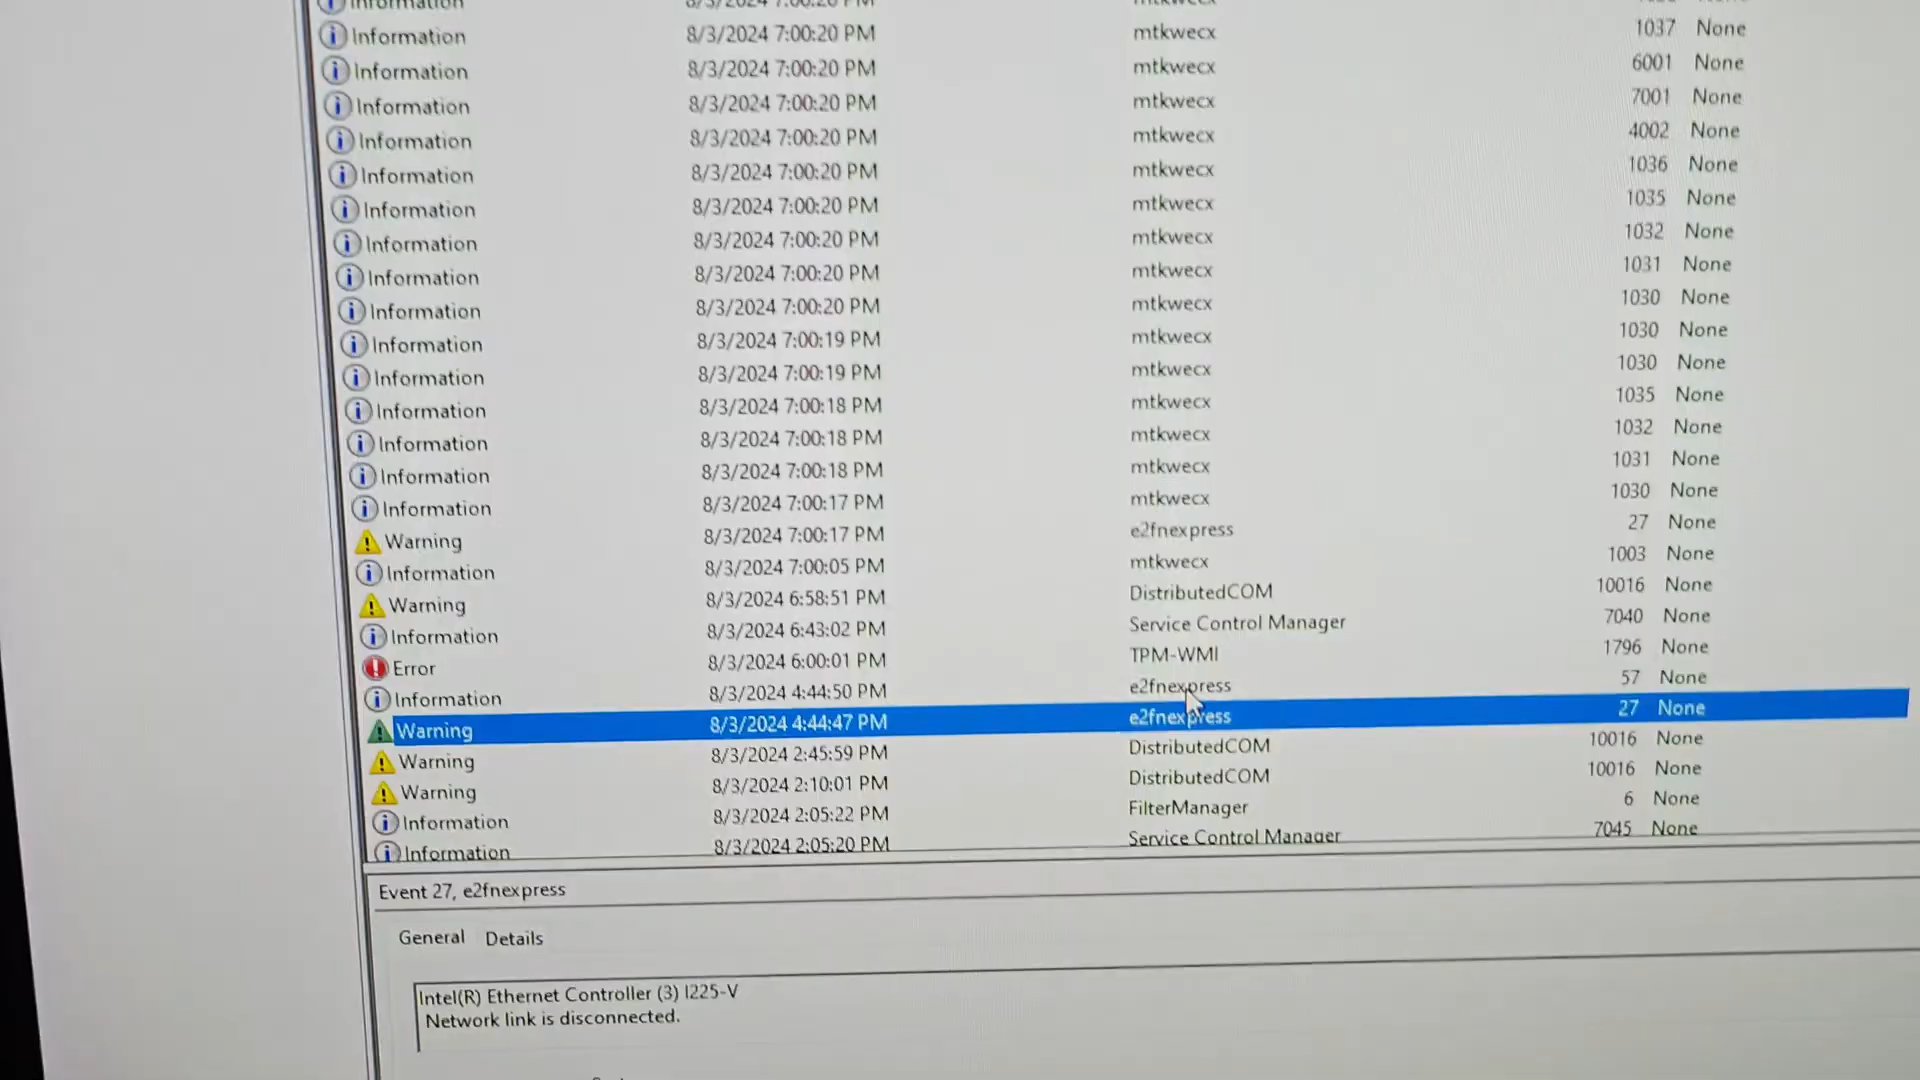 Information 8/3/2024 7:00:20 PM mtkwecx
Information 8/3/2024 7:00:20 PM mtkwecx 1037 None
Information 8/3/2024 7:00:20 PM mtkwecx 6001 None
Information 8/3/2024 7:00:20 PM mtkwecx 7001 None
Information 8/3/2024 7:00:20 PM mtkwecx 4002 None
Information 8/3/2024 7:00:20 PM mtkwecx 1036 None
Information 8/3/2024 7:00:20 PM mtkwecx 1035 None
Information 8/3/2024 7:00:20 PM mtkwecx 1032 None
Information 8/3/2024 7:00:20 PM mtkwecx 1031 None
Information 8/3/2024 7:00:20 PM mtkwecx 1030 None
Information 8/3/2024 7:00:19 PM mtkwecx 1030 None
Information 8/3/2024 7:00:19 PM mtkwecx 1030 None
Information 8/3/2024 7:00:18 PM mtkwecx 1035 None
Information 8/3/2024 7:00:18 PM mtkwecx 1032 None
Information 8/3/2024 7:00:18 PM mtkwecx 1031 None
Information 8/3/2024 7:00:17 PM mtkwecx 1030 None
Warning 8/3/2024 7:00:17 PM e2fnexpress 27 None
Information 8/3/2024 7:00:05 PM mtkwecx 1003 None
Warning 8/3/2024 6:58:51 PM DistributedCOM 10016 None
Information 8/3/2024 6:43:02 PM Service Control Manager 7040 None
Error 8/3/2024 6:00:01 PM TPM-WMI 1796 None
Information 8/3/2024 4:44:50 PM e2fnexpress 57 None
Warning 8/3/2024 4:44:47 PM e2fnexpress 27 None
Warning 8/3/2024 2:45:59 PM DistributedCOM 10016 None
Warning 8/3/2024 2:10:01 PM DistributedCOM 10016 None
Information 8/3/2024 2:05:22 PM FilterManager 6 None
Information 8/3/2024 2:05:20 PM Service Control Manager 7045 None
Event 27, e2fnexpress
General Details
Intel(R) Ethernet Controller (3) I225-V
Network link is disconnected.